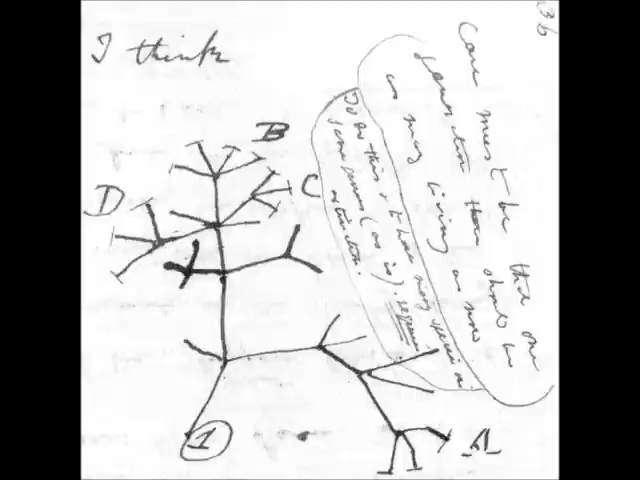 36
I think
Case must be that one
generation then should be
as many living as now
To do this & to have many species in
same genus (as is). requires
extinction.
B
C
D
A
1